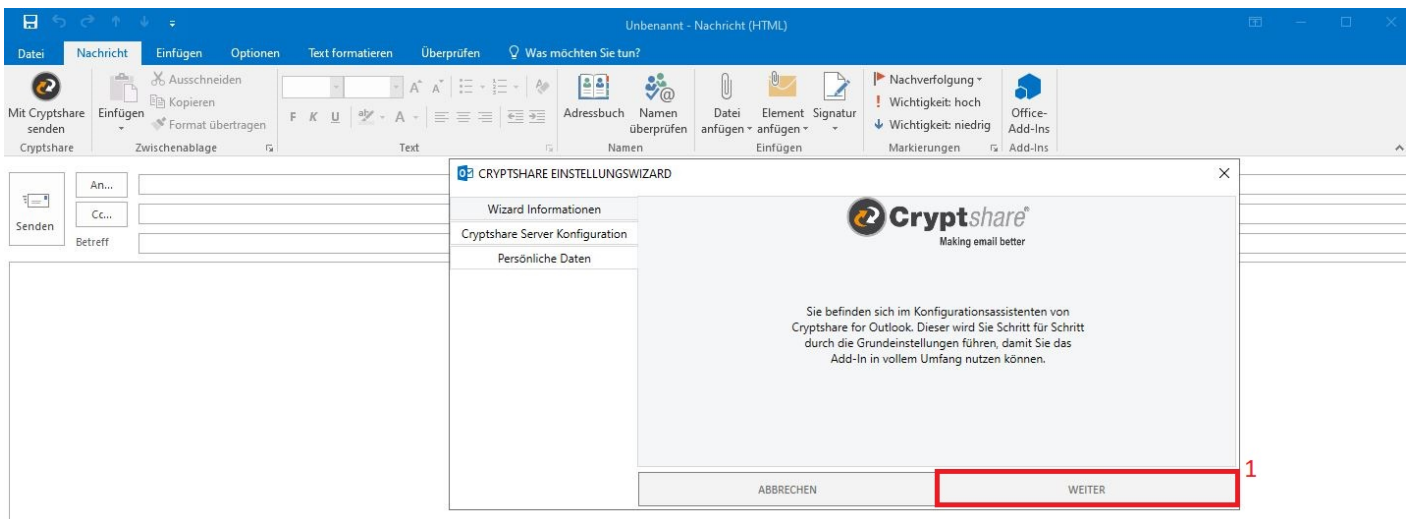 Unbenannt - Nachricht (HTML)
Datei Nachricht Einfügen Optionen Text formatieren Überprüfen Was möchten Sie tun?
Mit Cryptshare senden
Einfügen
Ausschneiden
Kopieren
Format übertragen
F K U
Adressbuch
Namen überprüfen
Datei anfügen
Element anfügen
Signatur
Nachverfolgung
Wichtigkeit: hoch
Wichtigkeit: niedrig
Office-Add-Ins
Cryptshare Zwischenablage Text Namen Einfügen Markierungen Add-Ins
Senden
An...
Cc...
Betreff
CRYPTSHARE EINSTELLUNGSWIZARD
Wizard Informationen
Cryptshare Server Konfiguration
Persönliche Daten
Cryptshare®
Making email better
Sie befinden sich im Konfigurationsassistenten von
Cryptshare for Outlook. Dieser wird Sie Schritt für Schritt
durch die Grundeinstellungen führen, damit Sie das
Add-In in vollem Umfang nutzen können.
ABBRECHEN WEITER
1